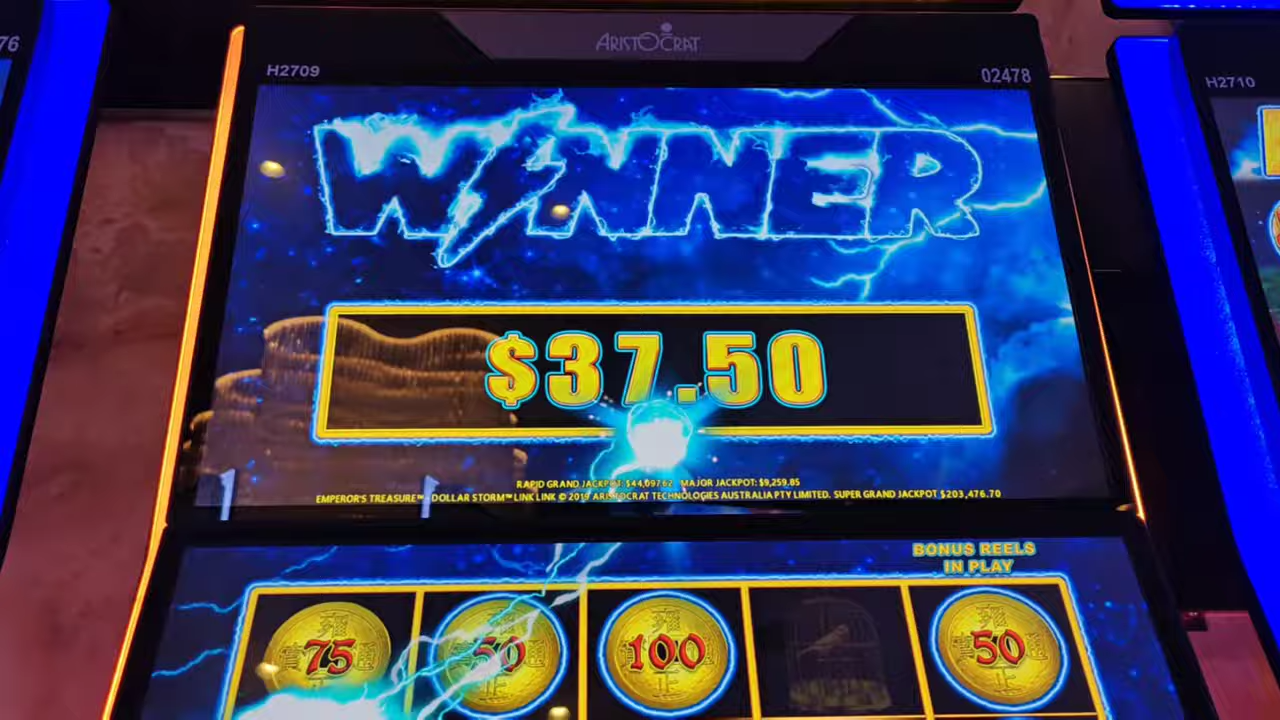 ARISTOCRAT
76
H2709
02478
H2710
WINNER
$37.50
RAPID GRAND JACKPOT: $44,097.62 MAJOR JACKPOT: $9,259.85
EMPEROR'S TREASURE™ DOLLAR STORM™ LINK LINK © 2019 ARISTOCRAT TECHNOLOGIES AUSTRALIA PTY LIMITED. SUPER GRAND JACKPOT $203,476.70
BONUS REELS
IN PLAY
75 50 100 50